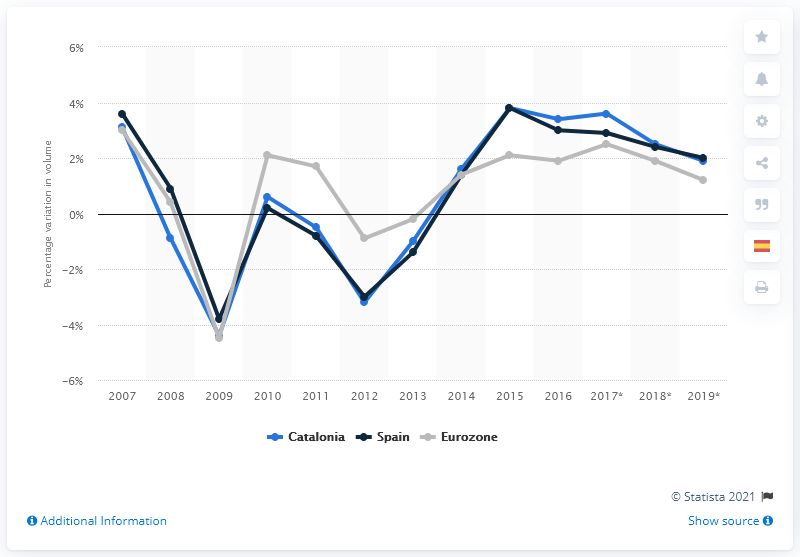 6%
4%
2%
0%
−2%
−4%
−6%
Percentage variation in volume
2007 2008 2009 2010 2011 2012 2013 2014 2015 2016 2017* 2018* 2019*
Catalonia Spain Eurozone
© Statista 2021
Additional Information
Show source